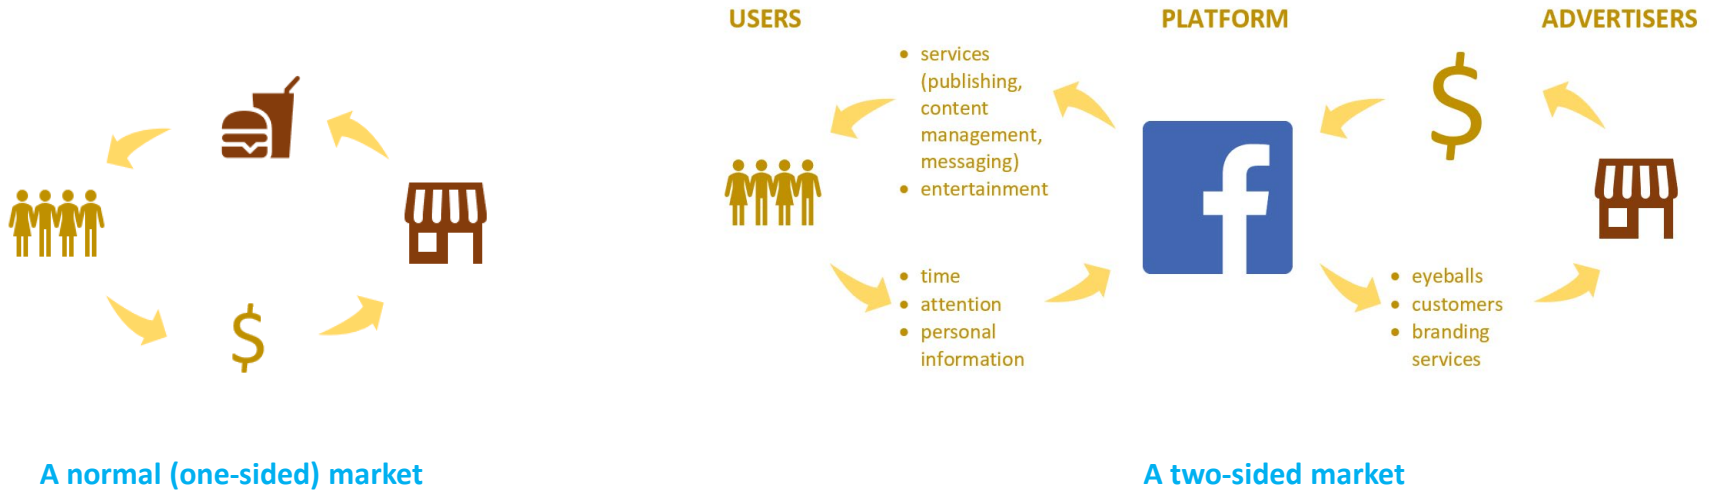 USERS
PLATFORM
ADVERTISERS
• services
(publishing,
content
management,
messaging)
• entertainment
$
$
• time
• attention
• personal
information
• eyeballs
• customers
• branding
services
A normal (one-sided) market
A two-sided market